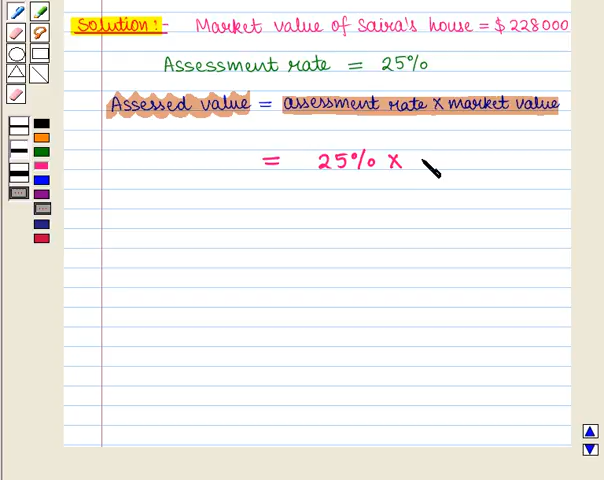 Solution:- Market value of Saira's house = $228000
Assessment rate = 25%
Assessed value = assessment rate X market value
= 25% X